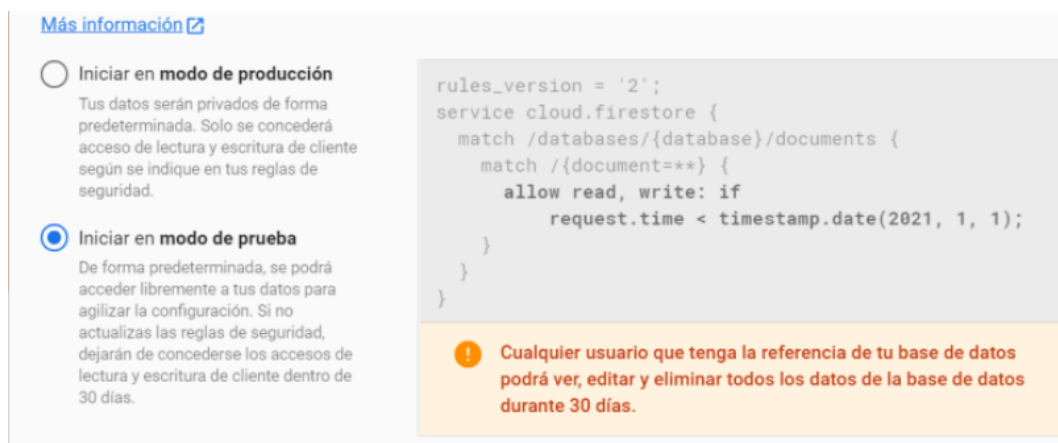 Más información
Iniciar en modo de producción
Tus datos serán privados de forma
predeterminada. Solo se concederá
acceso de lectura y escritura de cliente
según se indique en tus reglas de
seguridad.
Iniciar en modo de prueba
De forma predeterminada, se podrá
acceder libremente a tus datos para
agilizar la configuración. Si no
actualizas las reglas de seguridad,
dejarán de concederse los accesos de
lectura y escritura de cliente dentro de
30 días.
rules_version = '2';
service cloud.firestore {
  match /databases/{database}/documents {
    match /{document=**} {
      allow read, write: if
          request.time < timestamp.date(2021, 1, 1);
    }
  }
}
Cualquier usuario que tenga la referencia de tu base de datos
podrá ver, editar y eliminar todos los datos de la base de datos
durante 30 días.